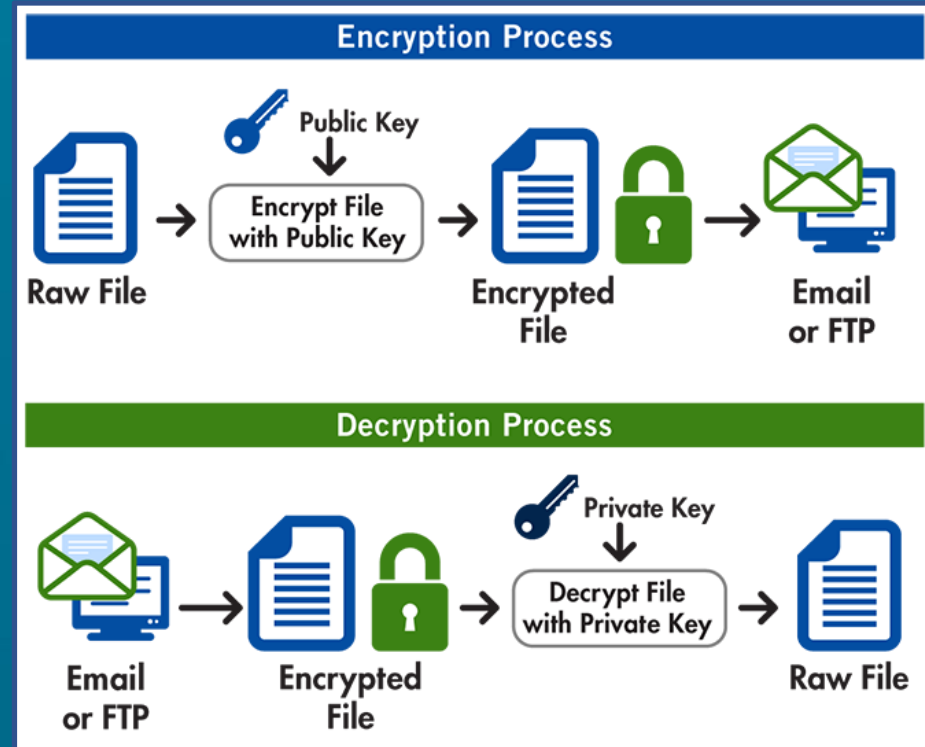 Encryption Process
Public Key
Encrypt File
with Public Key
Raw File
Encrypted
File
Email
or FTP
Decryption Process
Private Key
Decrypt File
with Private Key
Email
or FTP
Encrypted
File
Raw File